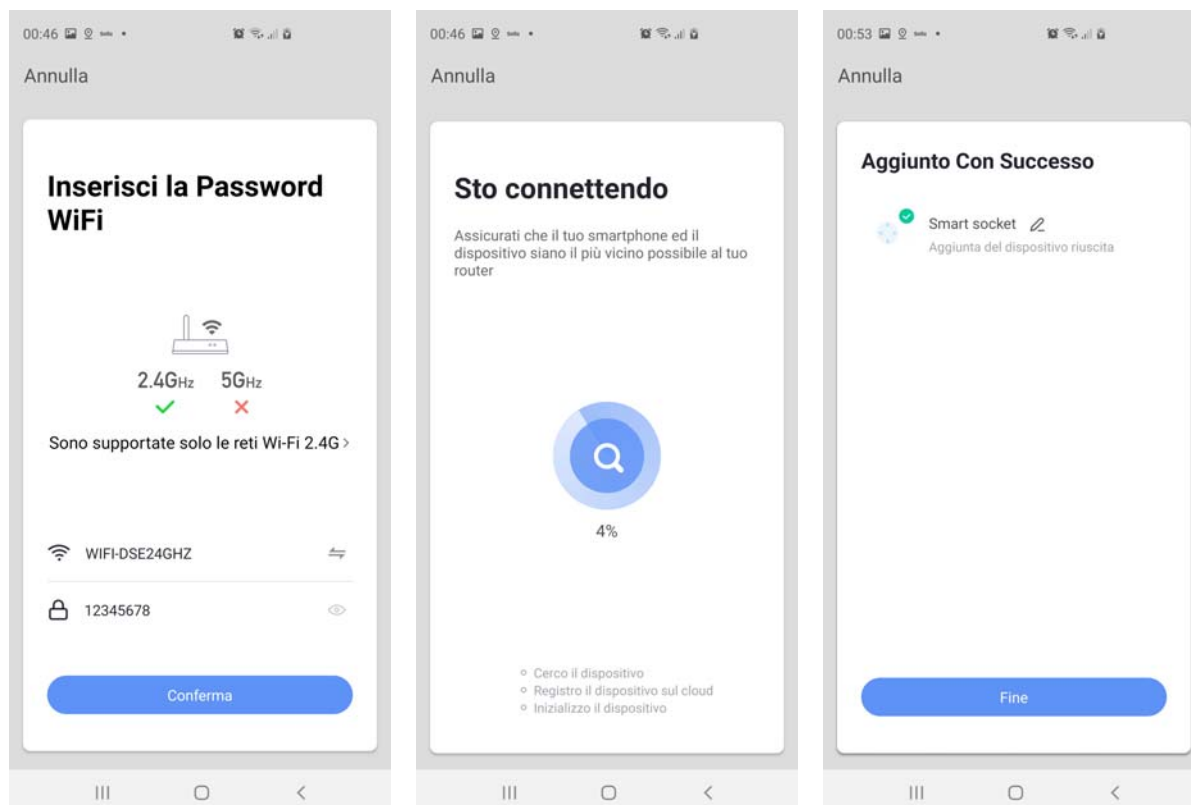 00:46
Annulla
Inserisci la Password
WiFi
2.4GHz 5GHz
Sono supportate solo le reti Wi-Fi 2.4G >
WIFI-DSE24GHZ
12345678
Conferma
00:46
Annulla
Sto connettendo
Assicurati che il tuo smartphone ed il
dispositivo siano il più vicino possibile al tuo
router
4%
Cerco il dispositivo
Registro il dispositivo sul cloud
Inizializzo il dispositivo
00:53
Annulla
Aggiunto Con Successo
Smart socket
Aggiunta del dispositivo riuscita
Fine